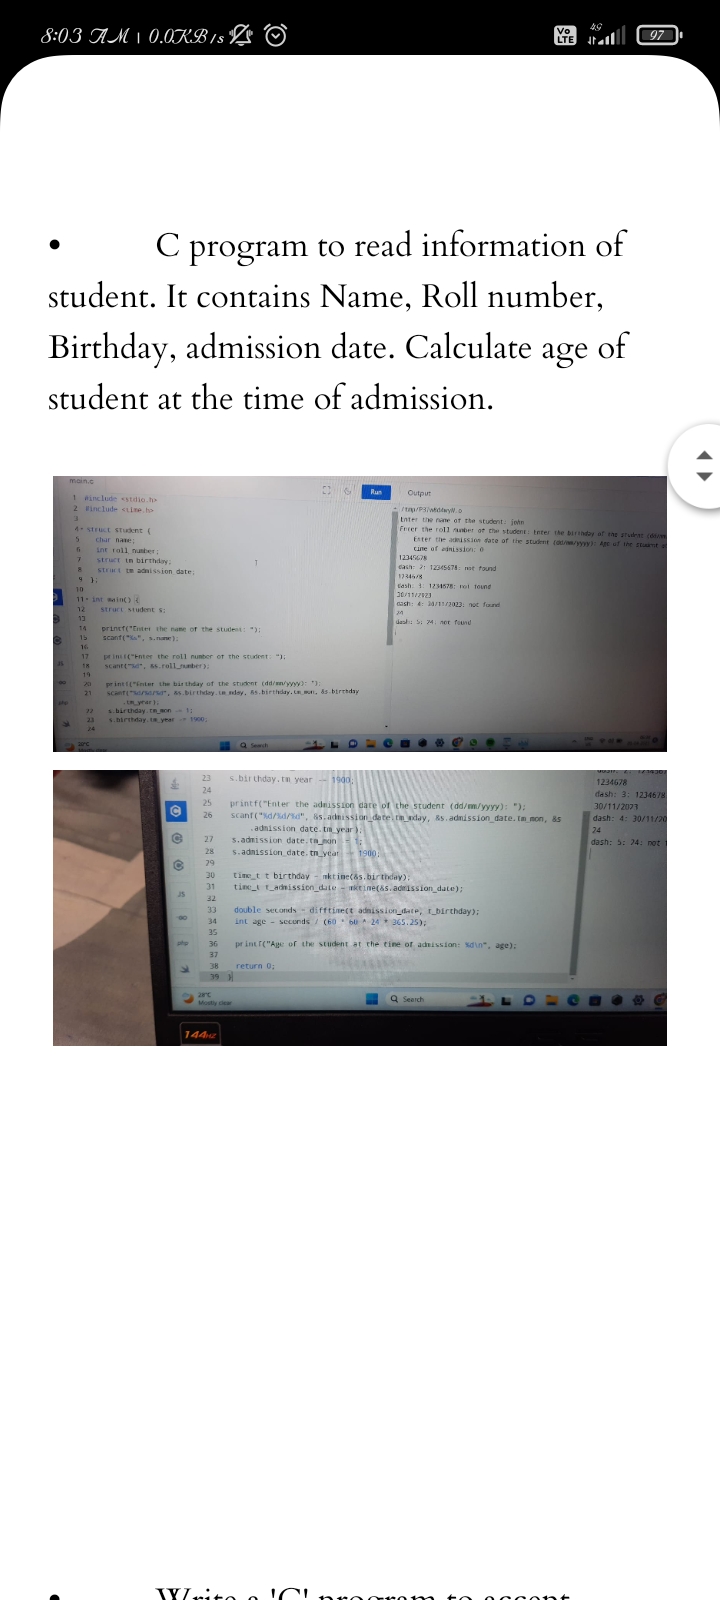 8:03 AM | 0.0KB/s
Vo LTE 4G 97
• C program to read information of
student. It contains Name, Roll number,
Birthday, admission date. Calculate age of
student at the time of admission.
main.c
Run
Output
1 #include <stdio.h>
2 #include <time.h>
3
4 struct student {
5 char name;
6 int roll_number;
7 struct tm birthday;
8 struct tm admission_date;
9 };
10
11 int main() {
12 struct student s;
13
14 printf("Enter the name of the student: ");
15 scanf("%s", s.name);
16
17 printf("Enter the roll number of the student: ");
18 scanf("%d", &s.roll_number);
19
20 printf("Enter the birthday of the student (dd/mm/yyyy): ");
21 scanf("%d/%d/%d", &s.birthday.tm_mday, &s.birthday.tm_mon, &s.birthday
.tm_year);
22 s.birthday.tm_mon -= 1;
23 s.birthday.tm_year -= 1900;
24
Enter the name of the student: john
Enter the roll number of the student: Enter the birthday of the student
Enter the admission date of the student (dd/mm/yyyy): Age of the student
time of admission: 0
12345678
dash: 2: 12345678: not found
1234678
dash: 3: 1234678: not found
30/11/2023
dash: 4: 30/11/2023: not found
24
dash: 5: 24: not found
Search
23 s.birthday.tm_year -= 1900;
24
25 printf("Enter the admission date of the student (dd/mm/yyyy): ");
26 scanf("%d/%d/%d", &s.admission_date.tm_mday, &s.admission_date.tm_mon, &s
.admission_date.tm_year);
27 s.admission_date.tm_mon -= 1;
28 s.admission_date.tm_year -= 1900;
29
30 time_t t_birthday = mktime(&s.birthday);
31 time_t t_admission_date = mktime(&s.admission_date);
32
33 double seconds = difftime(t_admission_date, t_birthday);
34 int age = seconds / (60 * 60 * 24 * 365.25);
35
36 printf("Age of the student at the time of admission: %d\n", age);
37
38 return 0;
39 }
1234678
dash: 3: 1234678
30/11/2023
dash: 4: 30/11/20
24
dash: 5: 24: not
JS
GO
php
28°C
Mostly clear
Search
144Hz
• Write a 'C' program to accept